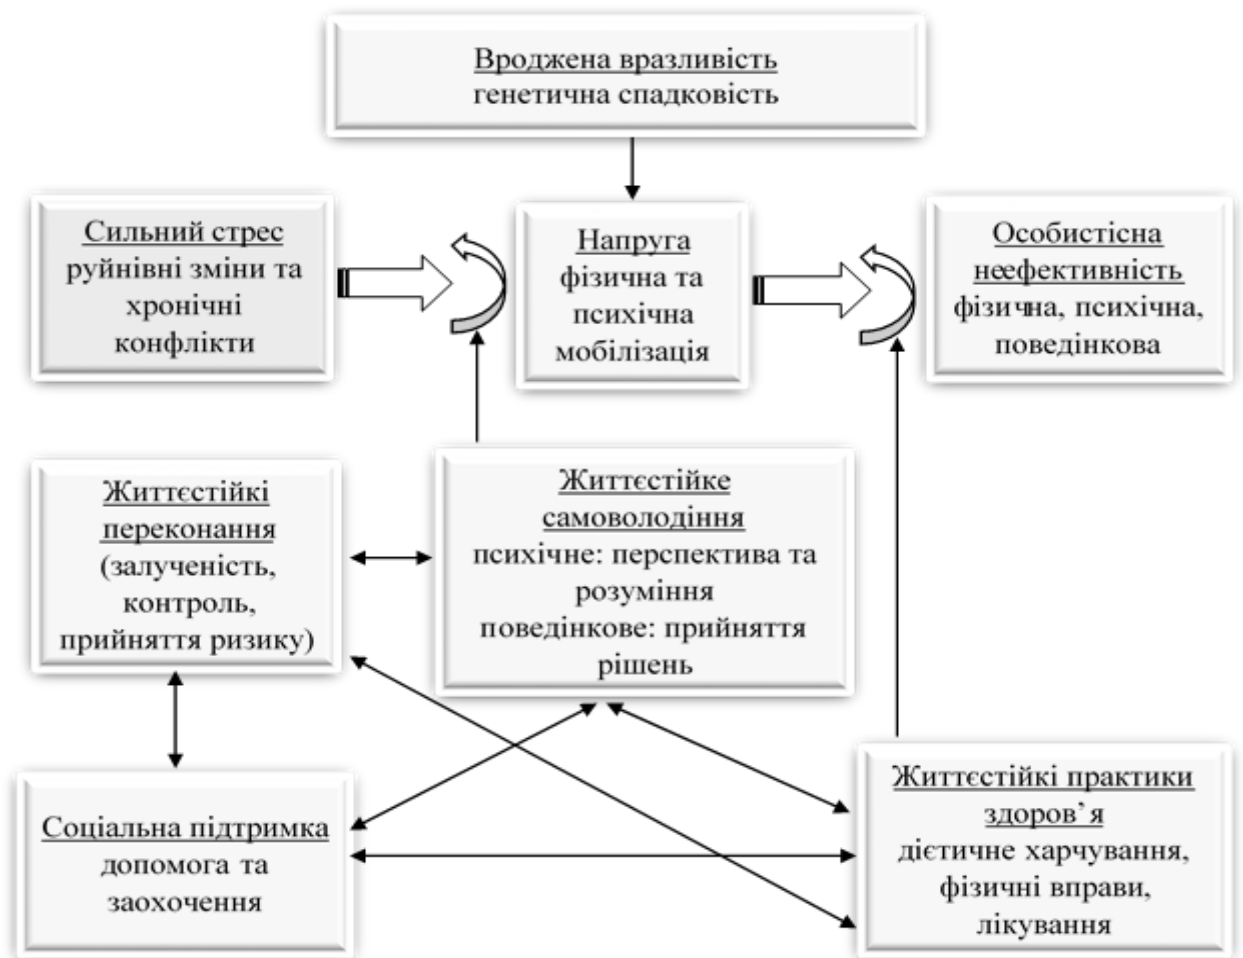 Вроджена вразливість
генетична спадковість
Сильний стрес
руйнівні зміни та
хронічні
конфлікти
Напруга
фізична та
психічна
мобілізація
Особистісна
неефективність
фізична, психічна,
поведінкова
Життєстійкі
переконання
(залученість,
контроль,
прийняття ризику)
Життєстійке
самоволодіння
психічне: перспектива та
розуміння
поведінкове: прийняття
рішень
Соціальна підтримка
допомога та
заохочення
Життєстійкі практики
здоров’я
дієтичне харчування,
фізичні вправи,
лікування